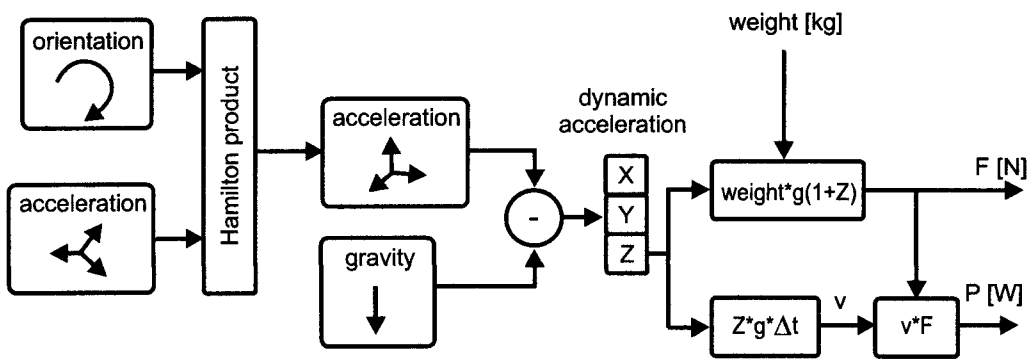 orientation
acceleration
Hamilton product
acceleration
gravity
-
dynamic
acceleration
X
Y
Z
weight [kg]
weight*g(1+Z)
F [N]
Z*g*Δt
v
v*F
P [W]